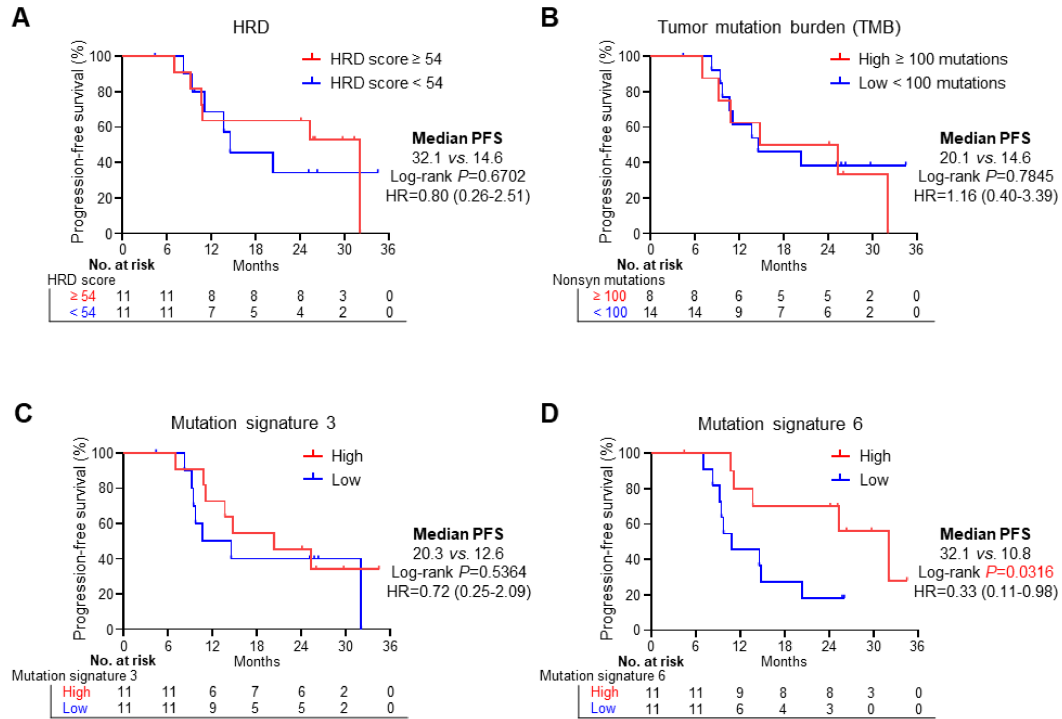 A
HRD
HRD score ≥ 54
HRD score < 54
Progression-free survival (%)
100
80
60
40
20
0
0 6 12 18 24 30 36
Months
Median PFS
32.1 vs. 14.6
Log-rank P=0.6702
HR=0.80 (0.26-2.51)
No. at risk
HRD score
≥ 54 11 11 8 8 8 3 0
< 54 11 11 7 5 4 2 0
B
Tumor mutation burden (TMB)
High ≥ 100 mutations
Low < 100 mutations
Progression-free survival (%)
100
80
60
40
20
0
0 6 12 18 24 30 36
Months
Median PFS
20.1 vs. 14.6
Log-rank P=0.7845
HR=1.16 (0.40-3.39)
No. at risk
Nonsyn mutations
≥ 100 8 8 6 5 5 2 0
< 100 14 14 9 7 6 2 0
C
Mutation signature 3
High
Low
Progression-free survival (%)
100
80
60
40
20
0
0 6 12 18 24 30 36
Months
Median PFS
20.3 vs. 12.6
Log-rank P=0.5364
HR=0.72 (0.25-2.09)
No. at risk
Mutation signature 3
High 11 11 6 7 6 2 0
Low 11 11 9 5 5 2 0
D
Mutation signature 6
High
Low
Progression-free survival (%)
100
80
60
40
20
0
0 6 12 18 24 30 36
Months
Median PFS
32.1 vs. 10.8
Log-rank P=0.0316
HR=0.33 (0.11-0.98)
No. at risk
Mutation signature 6
High 11 11 9 8 8 3 0
Low 11 11 6 4 3 0 0